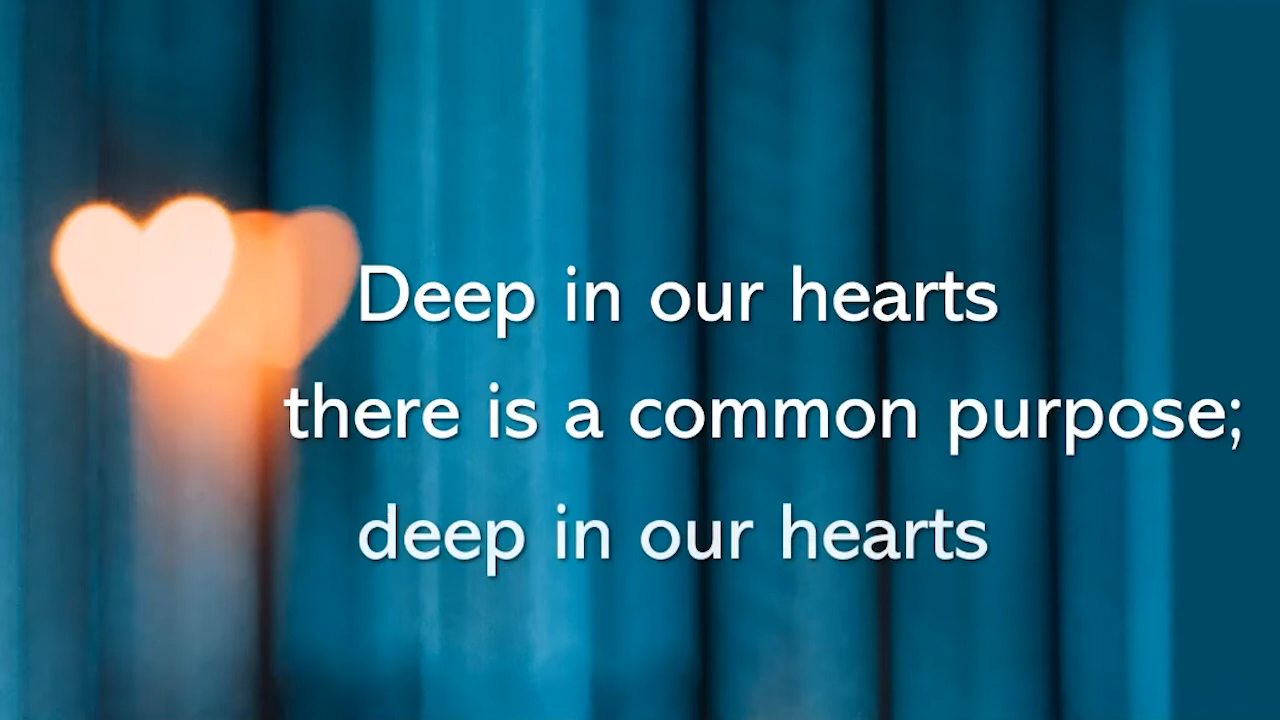 Deep in our hearts
there is a common purpose;
deep in our hearts